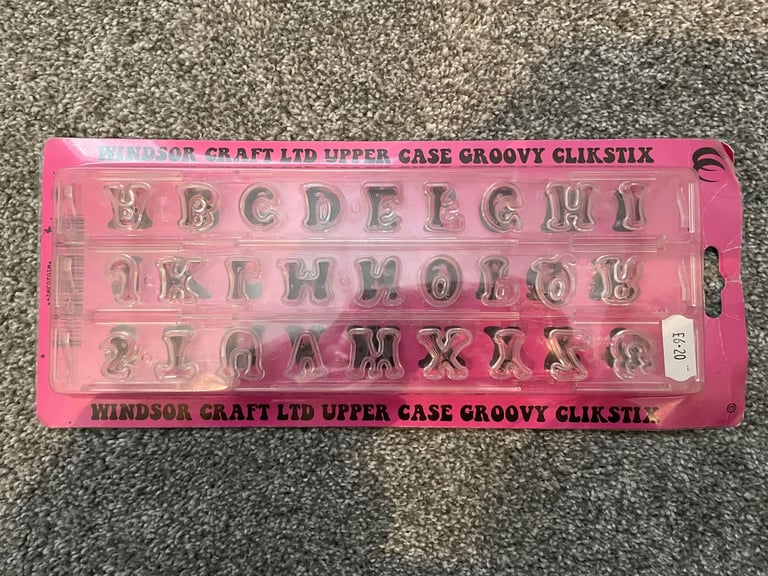 WINDSOR CRAFT LTD UPPER CASE GROOVY CLIKSTIX
A B C D E F G H I
J K L M N O P Q R
S T U V W X Y Z &
£6·20
WINDSOR CRAFT LTD UPPER CASE GROOVY CLIKSTIX